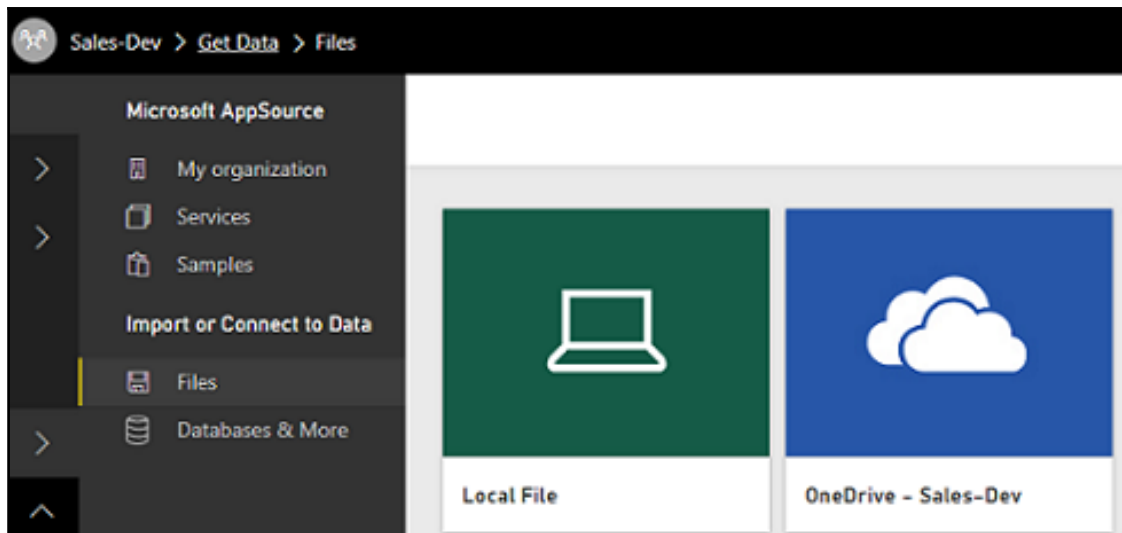 Sales-Dev > Get Data > Files
Microsoft AppSource
My organization
Services
Samples
Import or Connect to Data
Files
Databases & More
Local File
OneDrive - Sales-Dev